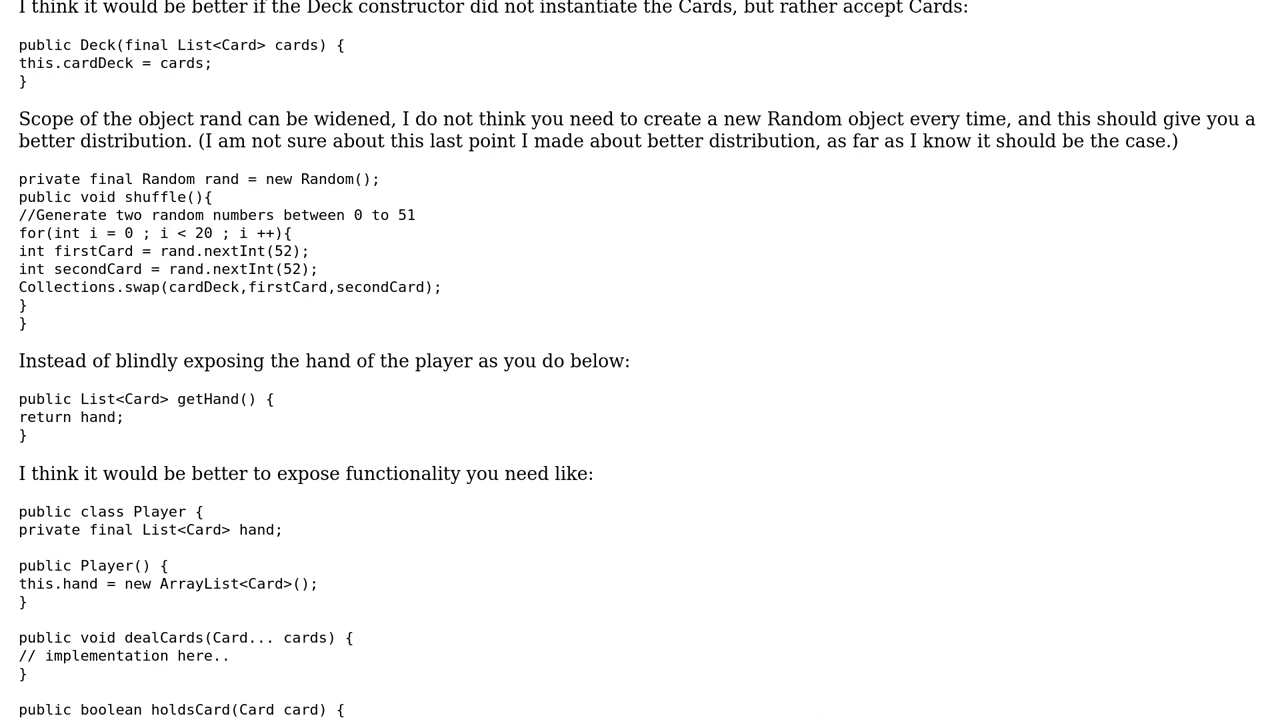 I think it would be better if the Deck constructor did not instantiate the Cards, but rather accept Cards:
public Deck(final List<Card> cards) {
this.cardDeck = cards;
}
Scope of the object rand can be widened, I do not think you need to create a new Random object every time, and this should give you a
better distribution. (I am not sure about this last point I made about better distribution, as far as I know it should be the case.)
private final Random rand = new Random();
public void shuffle(){
//Generate two random numbers between 0 to 51
for(int i = 0 ; i < 20 ; i ++){
int firstCard = rand.nextInt(52);
int secondCard = rand.nextInt(52);
Collections.swap(cardDeck,firstCard,secondCard);
}
}
Instead of blindly exposing the hand of the player as you do below:
public List<Card> getHand() {
return hand;
}
I think it would be better to expose functionality you need like:
public class Player {
private final List<Card> hand;
public Player() {
this.hand = new ArrayList<Card>();
}
public void dealCards(Card... cards) {
// implementation here..
}
public boolean holdsCard(Card card) {